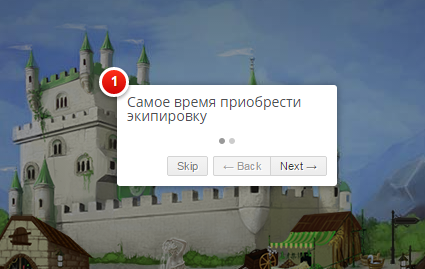 1
Самое время приобрести
экипировку
Skip
← Back
Next →